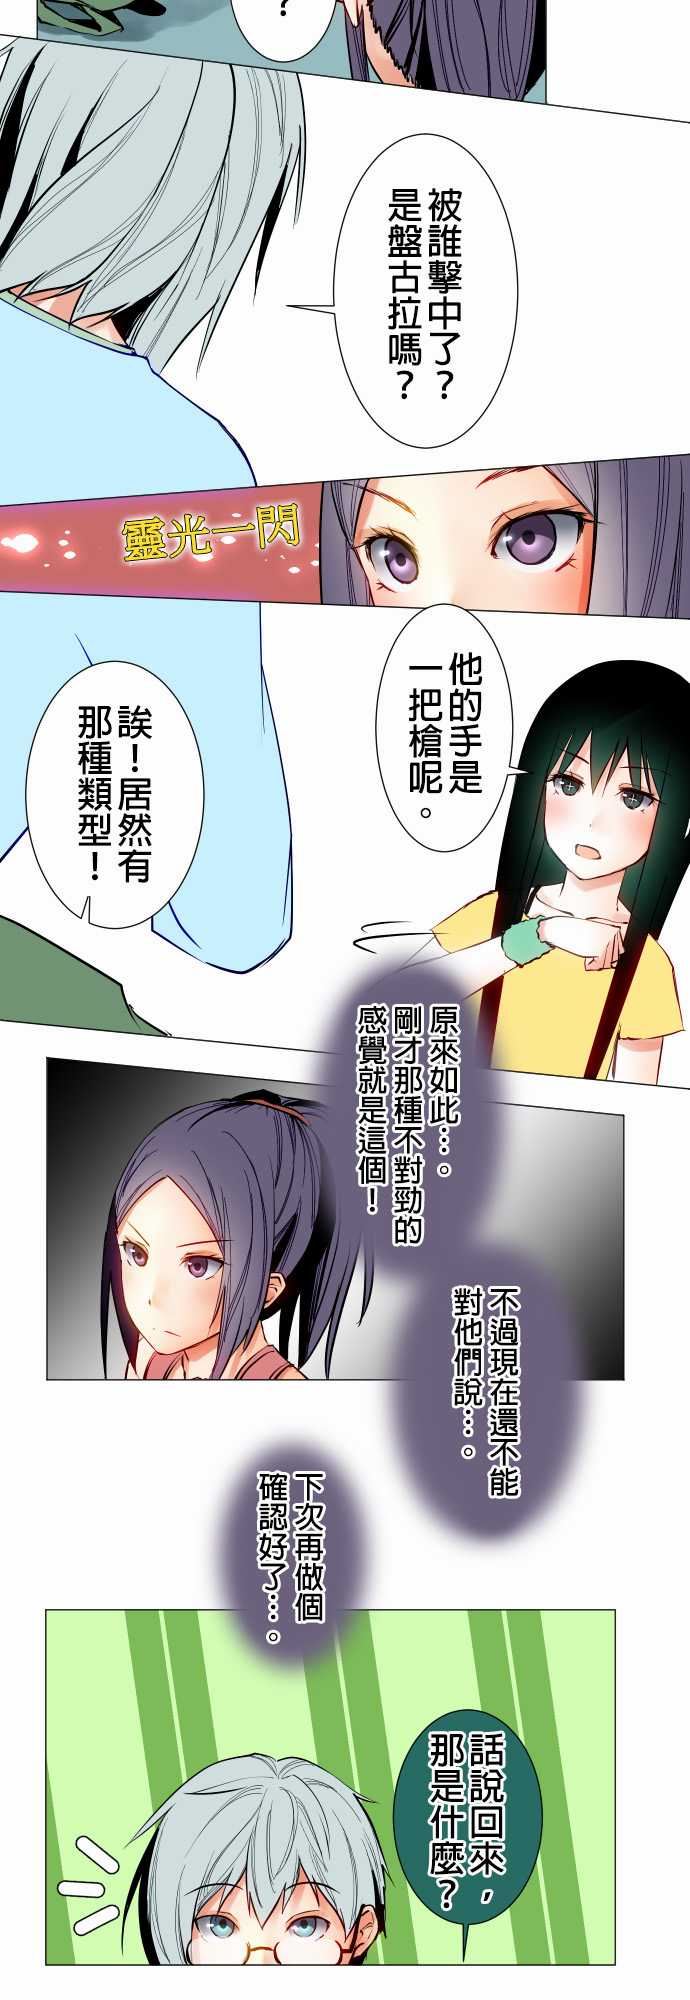 ？
被誰擊中了？
是盤古拉嗎？
靈光一閃
他的手是
一把槍呢。
誒！居然有
那種類型！
原來如此…。
剛才那種不對勁的
感覺就是這個！
不過現在還不能
對他們說…。
下次再做個
確認好了…。
話說回來，
那是什麼？